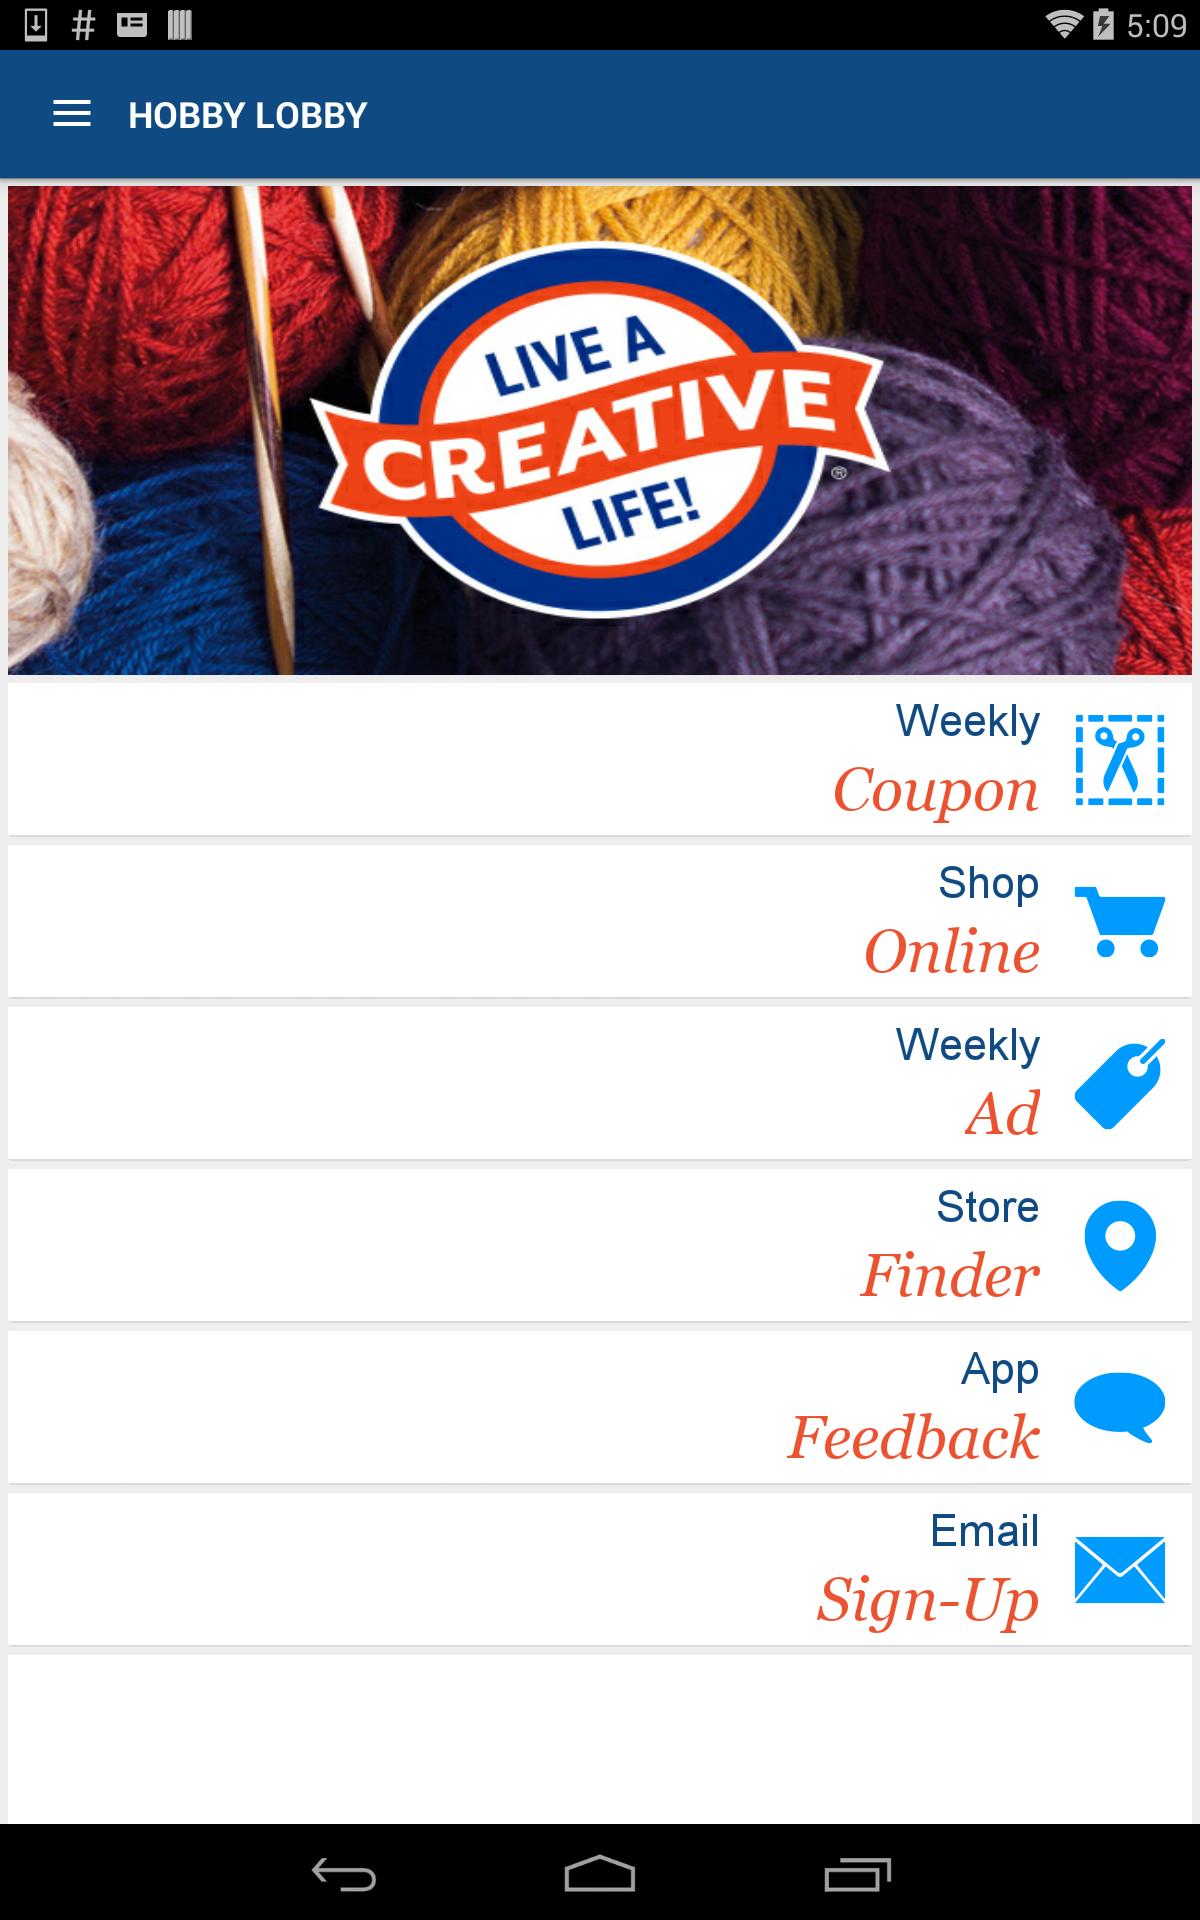 5:09
HOBBY LOBBY
LIVE A
CREATIVE
LIFE!
®
Weekly
Coupon
Shop
Online
Weekly
Ad
Store
Finder
App
Feedback
Email
Sign-Up